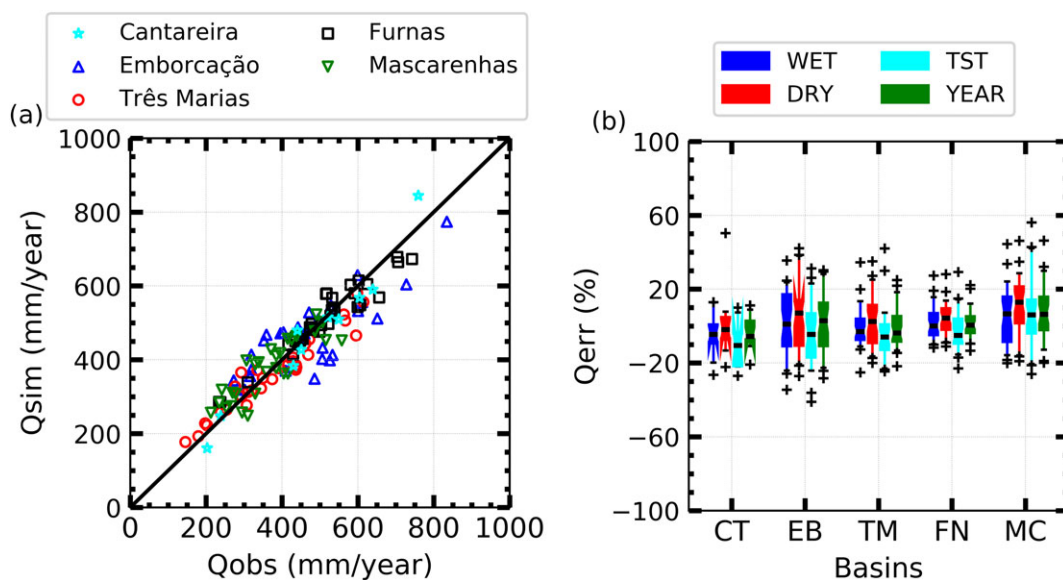 Cantareira
Emborcação
Três Marias
Furnas
Mascarenhas
(a)
1000
800
600
400
200
0
Qsim (mm/year)
0 200 400 600 800 1000
Qobs (mm/year)
WET
DRY
TST
YEAR
(b)
100
60
20
−20
−60
−100
Qerr (%)
CT EB TM FN MC
Basins